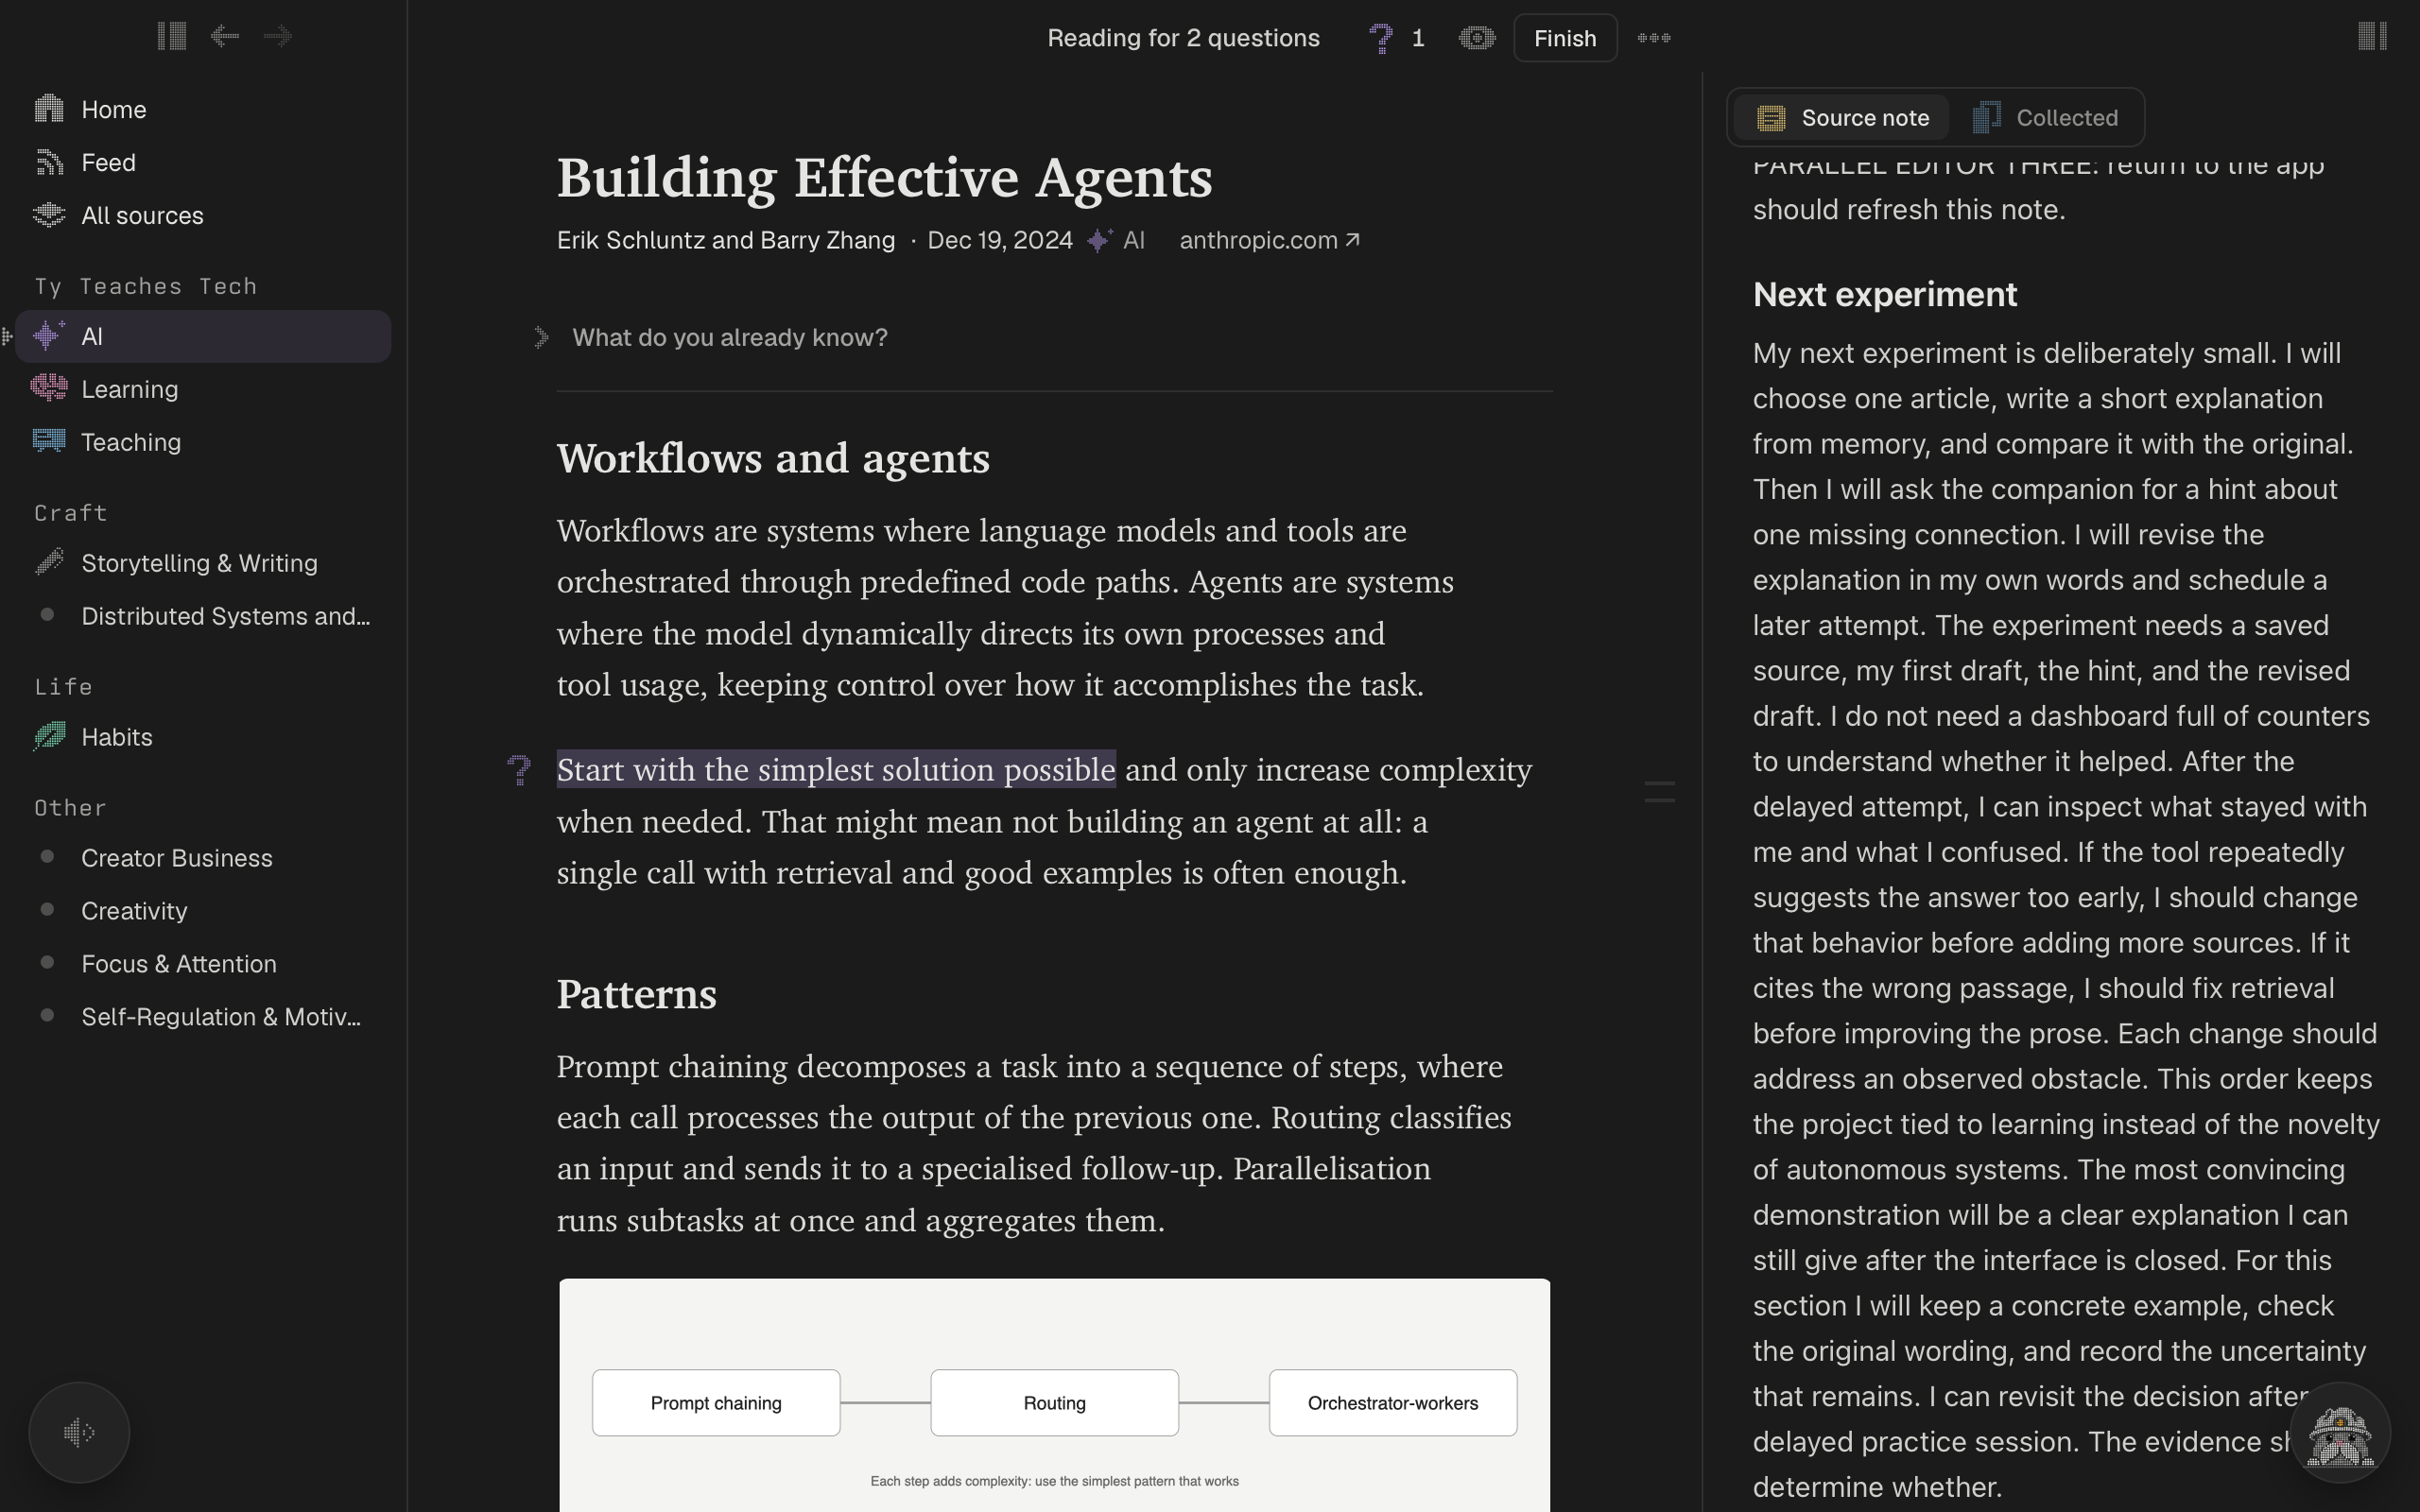 Reading for 2 questions
? 1
Finish
Home
Feed
All sources
Ty Teaches Tech
AI
Learning
Teaching
Craft
Storytelling & Writing
Distributed Systems and...
Life
Habits
Other
Creator Business
Creativity
Focus & Attention
Self-Regulation & Motiv...
Building Effective Agents
Erik Schluntz and Barry Zhang · Dec 19, 2024 AI anthropic.com
What do you already know?
Workflows and agents
Workflows are systems where language models and tools are
orchestrated through predefined code paths. Agents are systems
where the model dynamically directs its own processes and
tool usage, keeping control over how it accomplishes the task.
? Start with the simplest solution possible and only increase complexity
when needed. That might mean not building an agent at all: a
single call with retrieval and good examples is often enough.
Patterns
Prompt chaining decomposes a task into a sequence of steps, where
each call processes the output of the previous one. Routing classifies
an input and sends it to a specialised follow-up. Parallelisation
runs subtasks at once and aggregates them.
Prompt chaining
Routing
Orchestrator-workers
Each step adds complexity: use the simplest pattern that works
Source note
Collected
PARALLEL EDITOR THREE: return to the app
should refresh this note.
Next experiment
My next experiment is deliberately small. I will
choose one article, write a short explanation
from memory, and compare it with the original.
Then I will ask the companion for a hint about
one missing connection. I will revise the
explanation in my own words and schedule a
later attempt. The experiment needs a saved
source, my first draft, the hint, and the revised
draft. I do not need a dashboard full of counters
to understand whether it helped. After the
delayed attempt, I can inspect what stayed with
me and what I confused. If the tool repeatedly
suggests the answer too early, I should change
that behavior before adding more sources. If it
cites the wrong passage, I should fix retrieval
before improving the prose. Each change should
address an observed obstacle. This order keeps
the project tied to learning instead of the novelty
of autonomous systems. The most convincing
demonstration will be a clear explanation I can
still give after the interface is closed. For this
section I will keep a concrete example, check
the original wording, and record the uncertainty
that remains. I can revisit the decision after
delayed practice session. The evidence
determine whether.